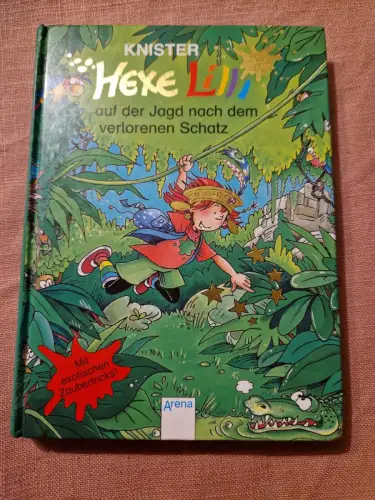 KNISTER
HEXE Lilli
auf der Jagd nach dem
verlorenen Schatz
Mit
exotischen
Zaubertricks!
Arena